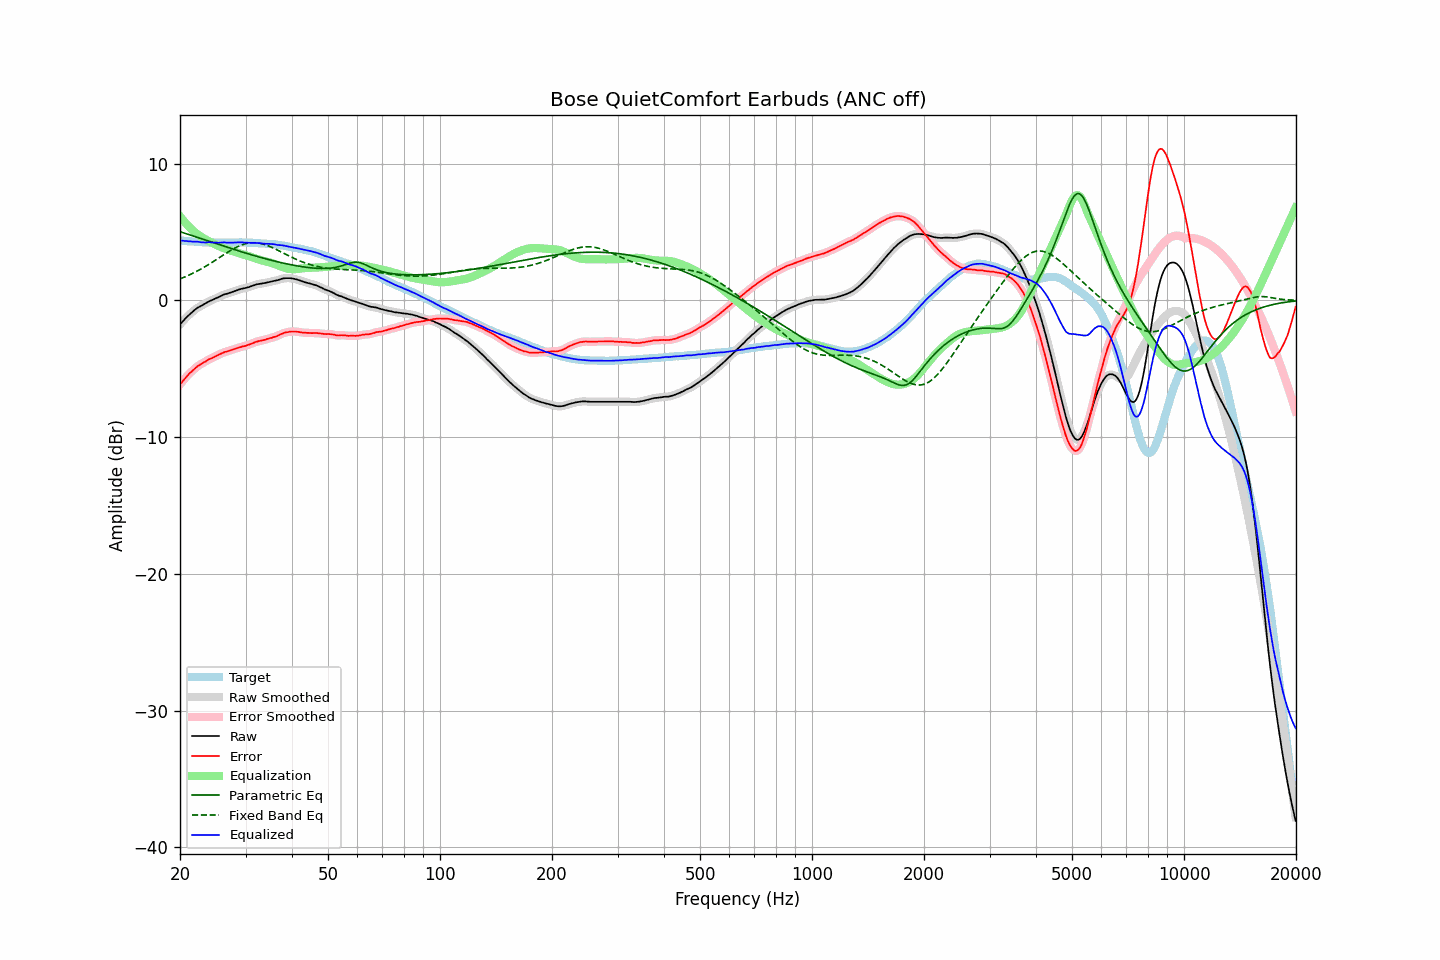 Bose QuietComfort Earbuds (ANC off)
10
0
−10
−20
−30
−40
Amplitude (dBr)
Target
Raw Smoothed
Error Smoothed
Raw
Error
Equalization
Parametric Eq
Fixed Band Eq
Equalized
20 50 100 200 500 1000 2000 5000 10000 20000
Frequency (Hz)